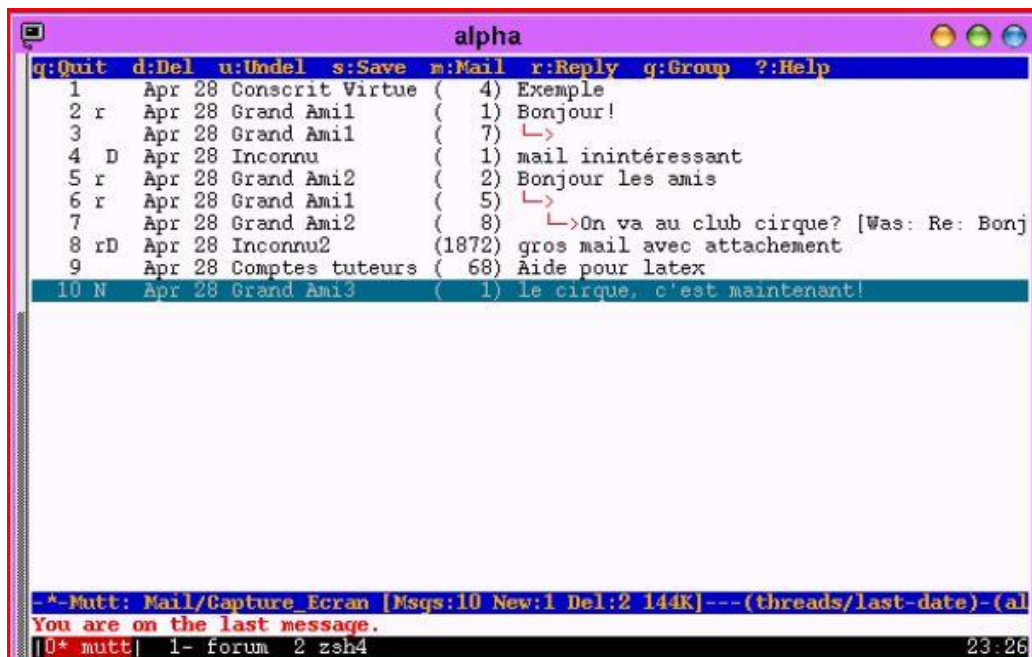 alpha
q:Quit  d:Del  u:Undel  s:Save  m:Mail  r:Reply  g:Group  ?:Help
1      Apr 28 Conscrit Virtue (   4) Exemple
2 r    Apr 28 Grand Ami1      (   1) Bonjour!
3      Apr 28 Grand Ami1      (   7) └─>
4   D  Apr 28 Inconnu         (   1) mail inintéressant
5 r    Apr 28 Grand Ami2      (   2) Bonjour les amis
6 r    Apr 28 Grand Ami1      (   5) └─>
7      Apr 28 Grand Ami2      (   8)   └─>On va au club cirque? [Was: Re: Bonj
8 rD   Apr 28 Inconnu2        (1872) gros mail avec attachement
9      Apr 28 Comptes tuteurs (  68) Aide pour latex
10 N   Apr 28 Grand Ami3      (   1) le cirque, c'est maintenant!
-*-Mutt: Mail/Capture_Ecran [Msgs:10 New:1 Del:2 144K]---(threads/last-date)-(al
You are on the last message.
|0* mutt|  1- forum  2 zsh4 23:26